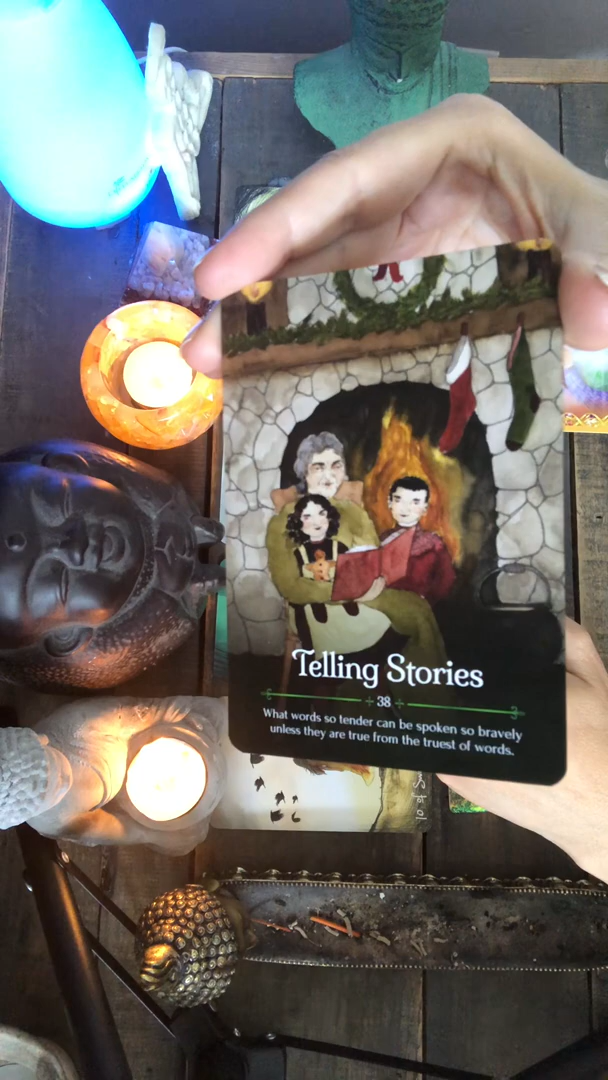 Telling Stories
38
What words so tender can be spoken so bravely
unless they are true from the truest of words.